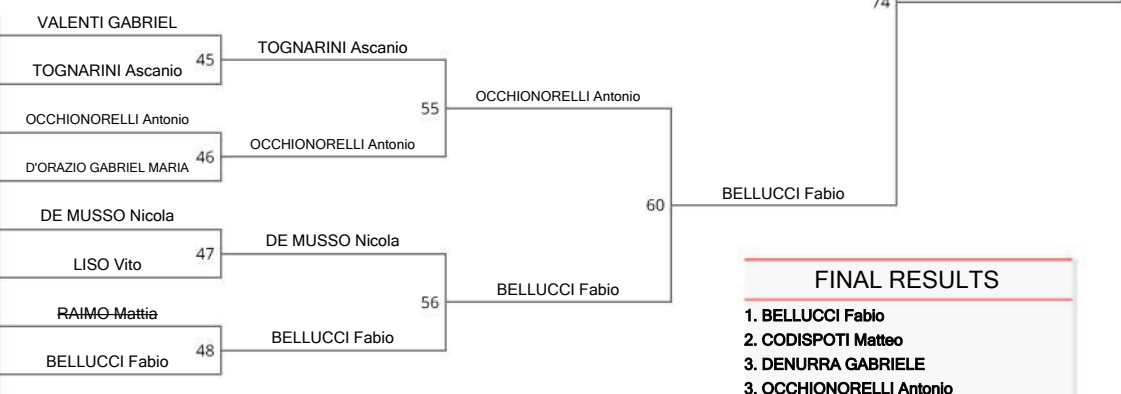 74
VALENTI GABRIEL
45
TOGNARINI Ascanio
TOGNARINI Ascanio
55
OCCHIONORELLI Antonio
OCCHIONORELLI Antonio
46
OCCHIONORELLI Antonio
D'ORAZIO GABRIEL MARIA
60
BELLUCCI Fabio
DE MUSSO Nicola
47
DE MUSSO Nicola
LISO Vito
56
BELLUCCI Fabio
RAIMO Mattia
48
BELLUCCI Fabio
BELLUCCI Fabio
FINAL RESULTS
1. BELLUCCI Fabio
2. CODISPOTI Matteo
3. DENURRA GABRIELE
3. OCCHIONORELLI Antonio